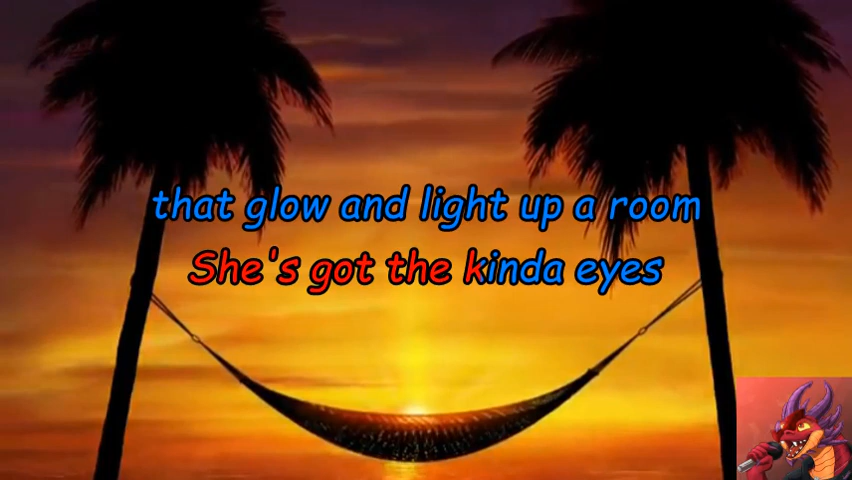 that glow and light up a room
She's got the kinda eyes